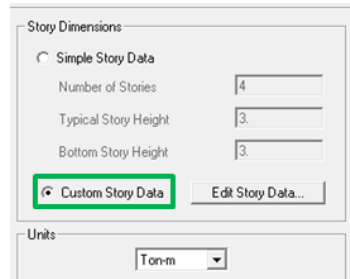 Story Dimensions
Simple Story Data
Number of Stories 4
Typical Story Height 3.
Bottom Story Height 3.
Custom Story Data Edit Story Data...
Units
Ton-m